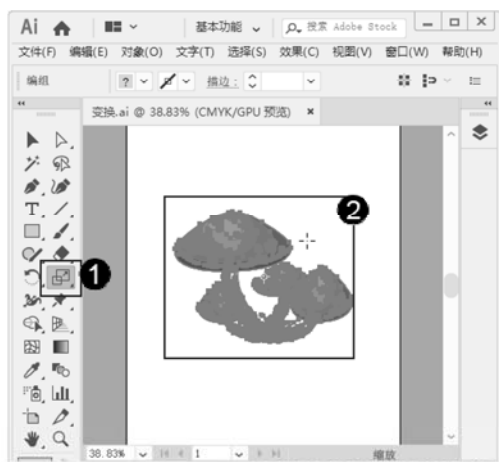 Ai 基本功能 搜索 Adobe Stock
文件(F) 编辑(E) 对象(O) 文字(T) 选择(S) 效果(C) 视图(V) 窗口(W) 帮助(H)
编组 ? 描边:
变换.ai @ 38.83% (CMYK/GPU 预览) ×
2
1
38.83% 1 缩放